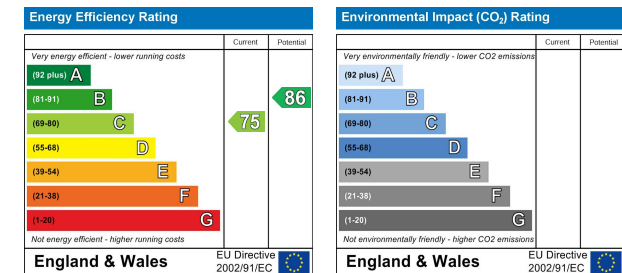 Energy Efficiency Rating
Current Potential
Very energy efficient - lower running costs
(92 plus) A
(81-91) B
86
(69-80) C
75
(55-68) D
(39-54) E
(21-38) F
(1-20) G
Not energy efficient - higher running costs
England & Wales
EU Directive
2002/91/EC
Environmental Impact (CO₂) Rating
Current Potential
Very environmentally friendly - lower CO2 emissions
(92 plus) A
(81-91) B
(69-80) C
(55-68) D
(39-54) E
(21-38) F
(1-20) G
Not environmentally friendly - higher CO2 emissions
England & Wales
EU Directive
2002/91/EC